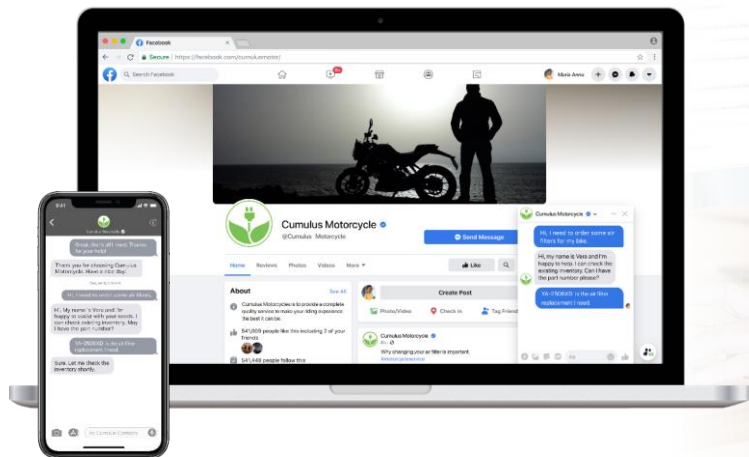 Facebook
Secure | https://facebook.com/cumulusmotor/
Search Facebook
Maria Anna
Cumulus Motorcycle
@Cumulus Motorcycle
Send Message
Home Reviews Photos Videos More
Like
About
See All
Cumulus Motorcycles is to provide a complete
quality service to make your riding experience
the best it can be.
541,809 people like this including 2 of your
friends
541,446 people follow this
Create Post
Photo/Video Check in Tag Friend
Cumulus Motorcycle
Why changing your air filter is important.
Cumulus Motorcycle
Hi, I need to order some air
filters for my bike.
Hi, my name is Vera and I'm
happy to help. I can check the
existing inventory. Can I have
the part number please?
is the air filter
replacement I need.
Aa
9:41
Cumulus Motorcycle
Great, that is all I need. Thanks
for your help!
Thank you for choosing Cumulus
Motorcycle. Have a nice day!
Hi, I need to order some air filters.
Hi, My name is Vera and I'm
happy to assist with your needs. I
can check existing inventory. May
I have the part number?
is the air filter
replacement I need.
Sure. Let me check the
inventory shortly.